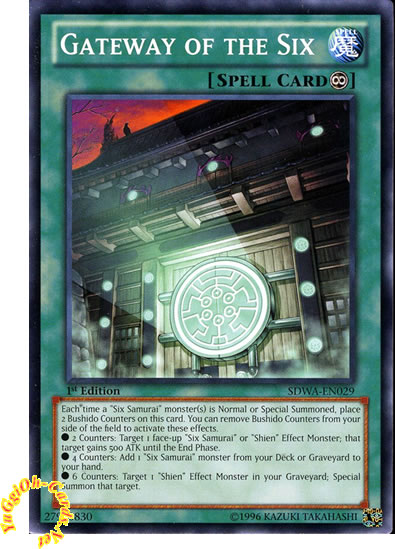 GATEWAY OF THE SIX
魔
[SPELL CARD]
1st Edition
SDWA-EN029
Each time a "Six Samurai" monster(s) is Normal or Special Summoned, place
2 Bushido Counters on this card. You can remove Bushido Counters from your
side of the field to activate these effects.
● 2 Counters: Target 1 face-up "Six Samurai" or "Shien" Effect Monster; that
target gains 500 ATK until the End Phase.
● 4 Counters: Add 1 "Six Samurai" monster from your Deck or Graveyard to
your hand.
● 6 Counters: Target 1 "Shien" Effect Monster in your Graveyard; Special
Summon that target.
830
©1996 KAZUKI TAKAHASHI
YuGeiOh-Cards.Net